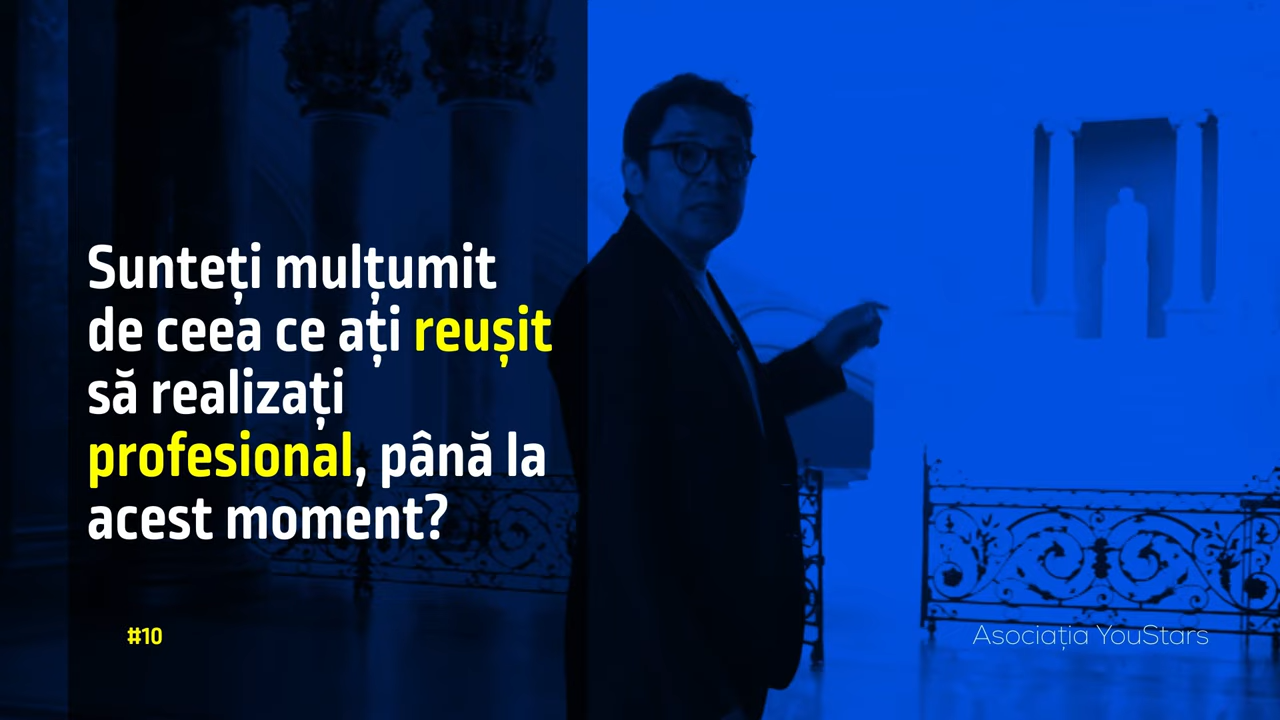 Sunteți mulțumit
de ceea ce ați reușit
să realizați
profesional, până la
acest moment?
#10
Asociația YouStars